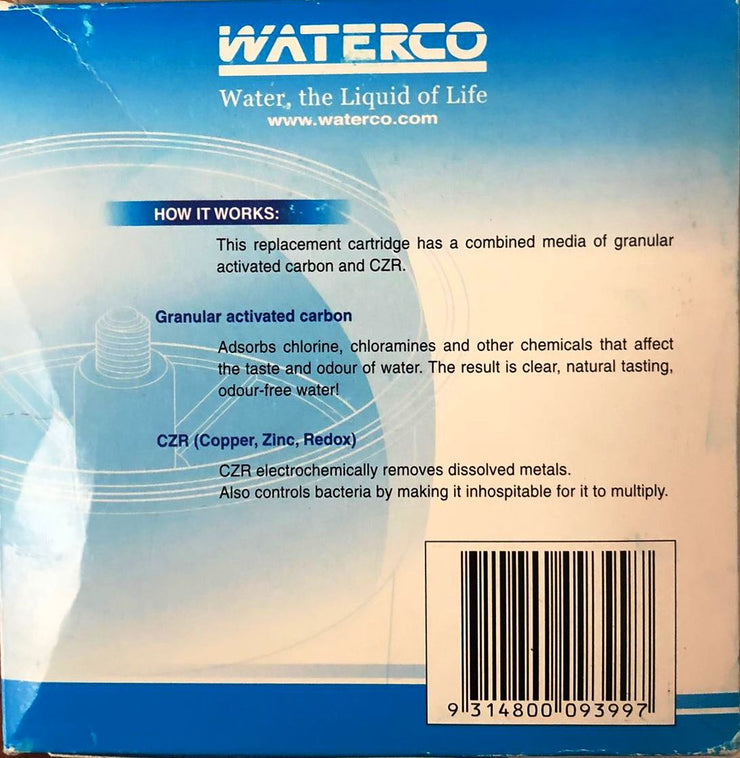 WATERCO
Water, the Liquid of Life
www.waterco.com
HOW IT WORKS:
This replacement cartridge has a combined media of granular
activated carbon and CZR.
Granular activated carbon
Adsorbs chlorine, chloramines and other chemicals that affect
the taste and odour of water. The result is clear, natural tasting,
odour-free water!
CZR (Copper, Zinc, Redox)
CZR electrochemically removes dissolved metals.
Also controls bacteria by making it inhospitable for it to multiply.
9 314800 093997